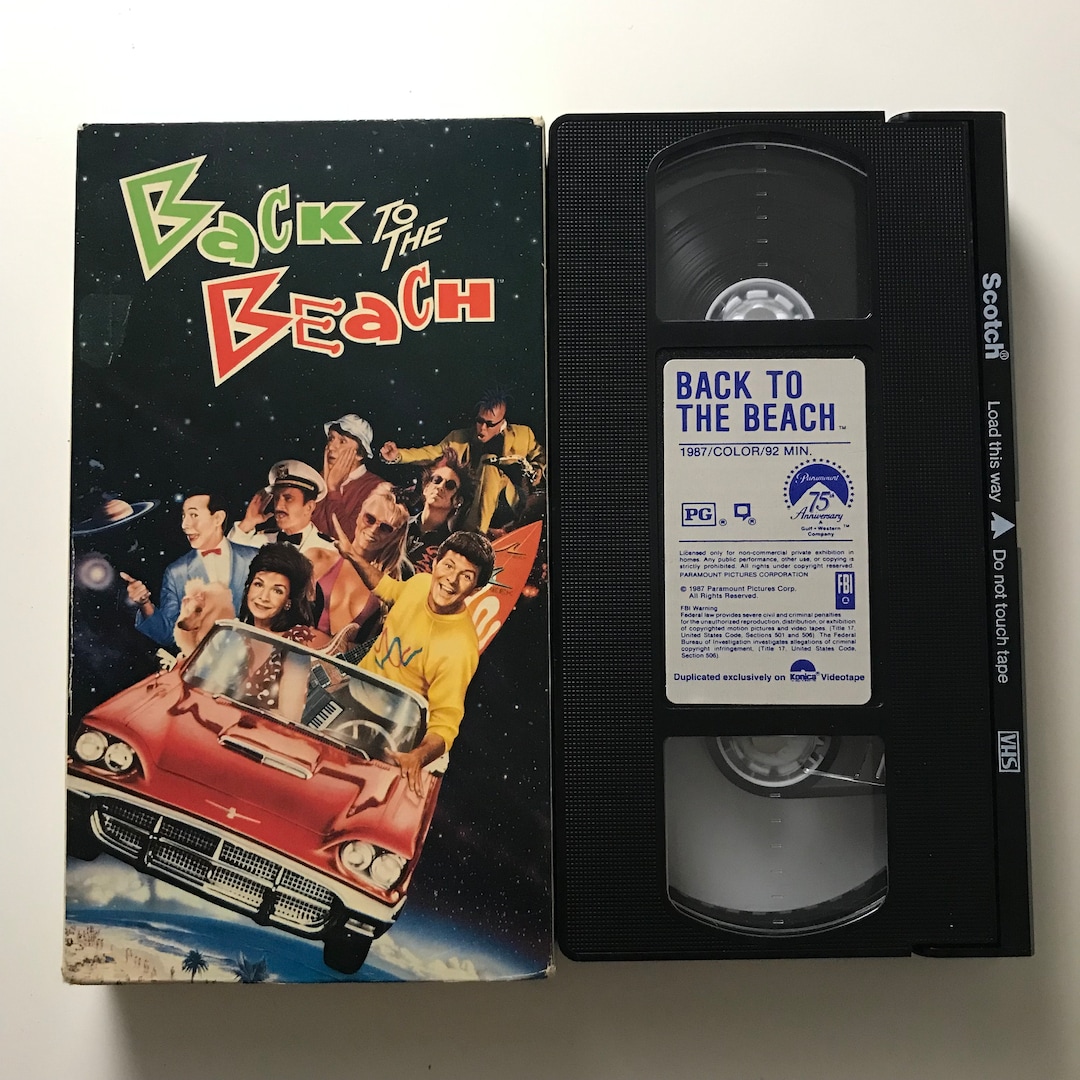 BACK TO THE
BEACH™
BACK TO
THE BEACH™
1987/COLOR/92 MIN.
PG ® ®
Paramount
75th
Anniversary
A
Gulf+Western
Company ™
Licensed only for non-commercial private exhibition in
homes. Any public performance, other use, or copying is
strictly prohibited. All rights under copyright reserved.
PARAMOUNT PICTURES CORPORATION
© 1987 Paramount Pictures Corp.
All Rights Reserved.
FBI
FBI Warning
Federal law provides severe civil and criminal penalties
for the unauthorized reproduction, distribution, or exhibition
of copyrighted motion pictures and video tapes. (Title 17,
United States Code, Sections 501 and 506). The Federal
Bureau of Investigation investigates allegations of criminal
copyright infringement. (Title 17, United States Code,
Section 506).
Duplicated exclusively on Konica® Videotape
Scotch® Load this way Do not touch tape VHS